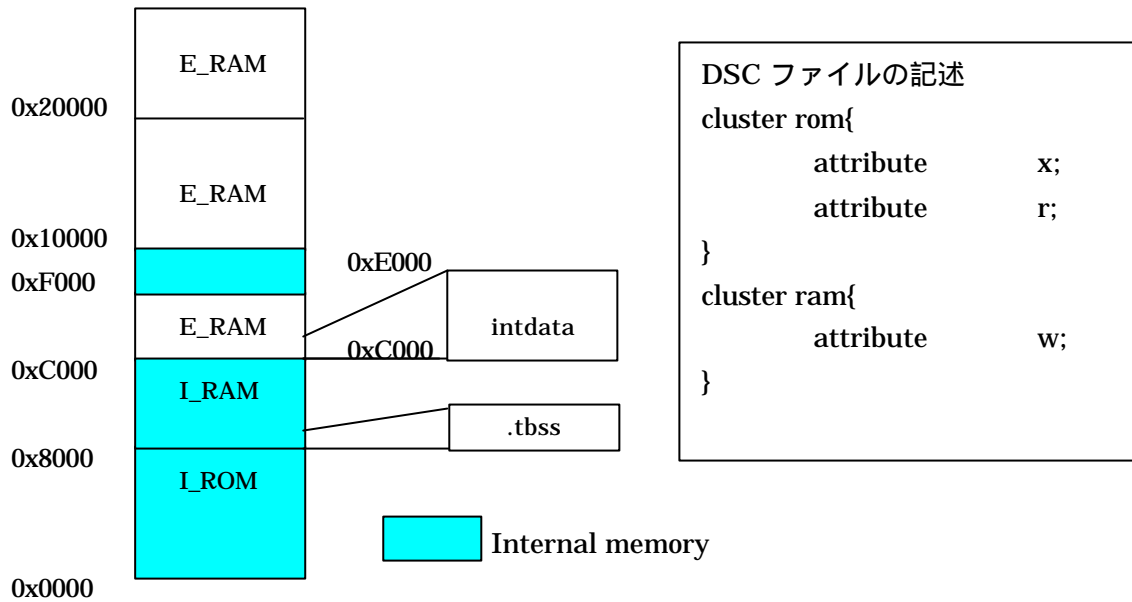 E_RAM
0x20000
E_RAM
0x10000
0xF000
E_RAM
0xC000
I_RAM
0x8000
I_ROM
0x0000
0xE000
intdata
0xC000
.tbss
Internal memory
DSC ファイルの記述
cluster rom{
attribute x;
attribute r;
}
cluster ram{
attribute w;
}